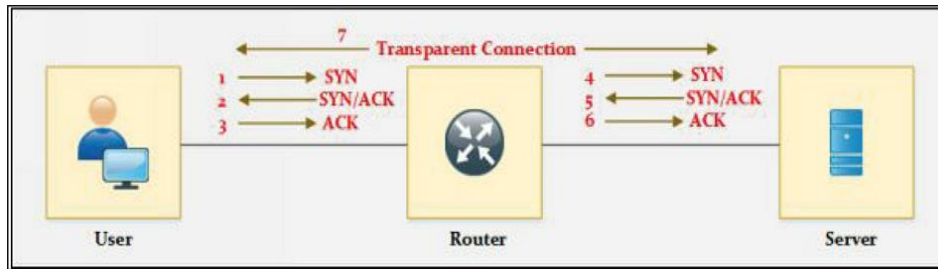 7
Transparent Connection
1 SYN
2 SYN/ACK
3 ACK
4 SYN
5 SYN/ACK
6 ACK
User
Router
Server